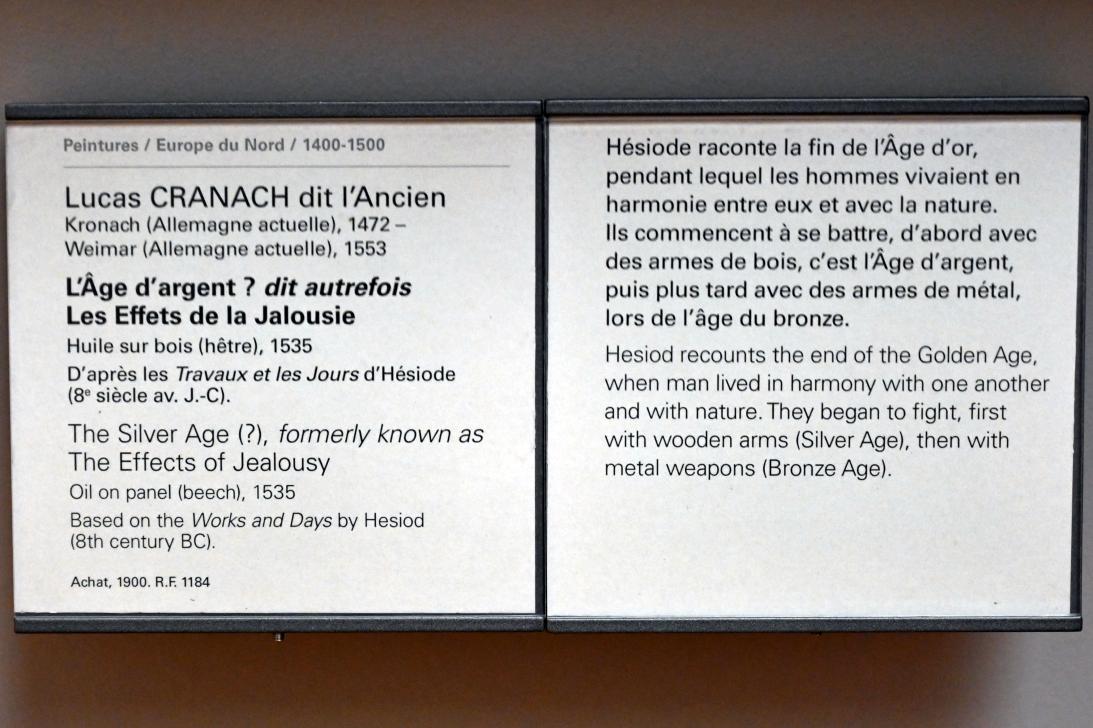 Peintures / Europe du Nord / 1400-1500
Lucas CRANACH dit l'Ancien
Kronach (Allemagne actuelle), 1472 –
Weimar (Allemagne actuelle), 1553
L'Âge d'argent ? dit autrefois
Les Effets de la Jalousie
Huile sur bois (hêtre), 1535
D'après les Travaux et les Jours d'Hésiode
(8e siècle av. J.-C).
The Silver Age (?), formerly known as
The Effects of Jealousy
Oil on panel (beech), 1535
Based on the Works and Days by Hesiod
(8th century BC).
Achat, 1900. R.F. 1184
Hésiode raconte la fin de l'Âge d'or,
pendant lequel les hommes vivaient en
harmonie entre eux et avec la nature.
Ils commencent à se battre, d'abord avec
des armes de bois, c'est l'Âge d'argent,
puis plus tard avec des armes de métal,
lors de l'âge du bronze.
Hesiod recounts the end of the Golden Age,
when man lived in harmony with one another
and with nature. They began to fight, first
with wooden arms (Silver Age), then with
metal weapons (Bronze Age).